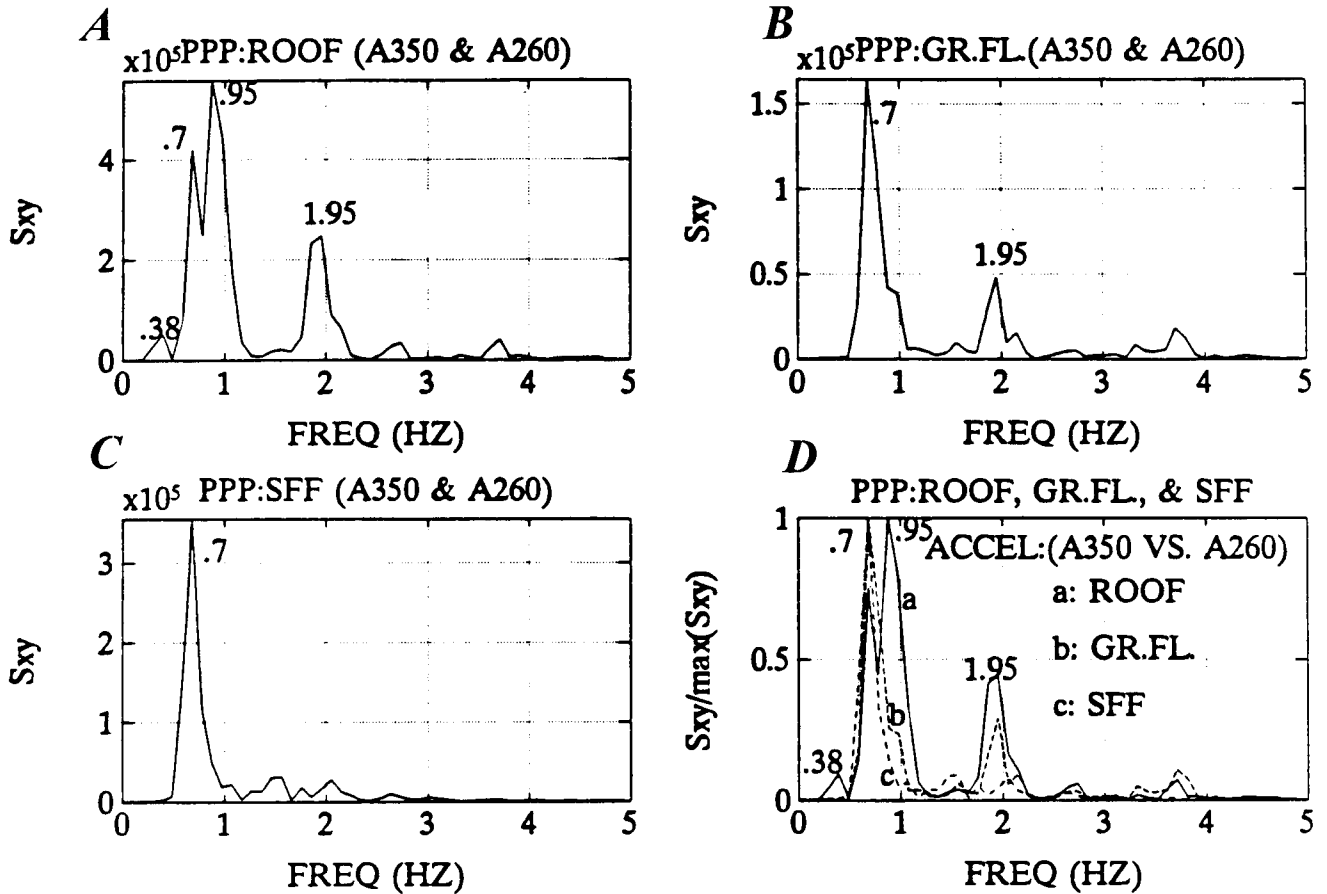 A
x10⁵PPP:ROOF (A350 & A260)
.95
.7
4
1.95
2
.38
0
0 1 2 3 4 5
Sxy
FREQ (HZ)
B
x10⁵PPP:GR.FL.(A350 & A260)
1.5
.7
1
0.5
1.95
0
0 1 2 3 4 5
Sxy
FREQ (HZ)
C
x10⁵ PPP:SFF (A350 & A260)
3
.7
2
1
0
0 1 2 3 4 5
Sxy
FREQ (HZ)
D
PPP:ROOF, GR.FL., & SFF
1
.7 .95 ACCEL:(A350 VS. A260)
a a: ROOF
0.5
1.95 b: GR.FL.
b
c: SFF
.38
c
0
0 1 2 3 4 5
Sxy/max(Sxy)
FREQ (HZ)